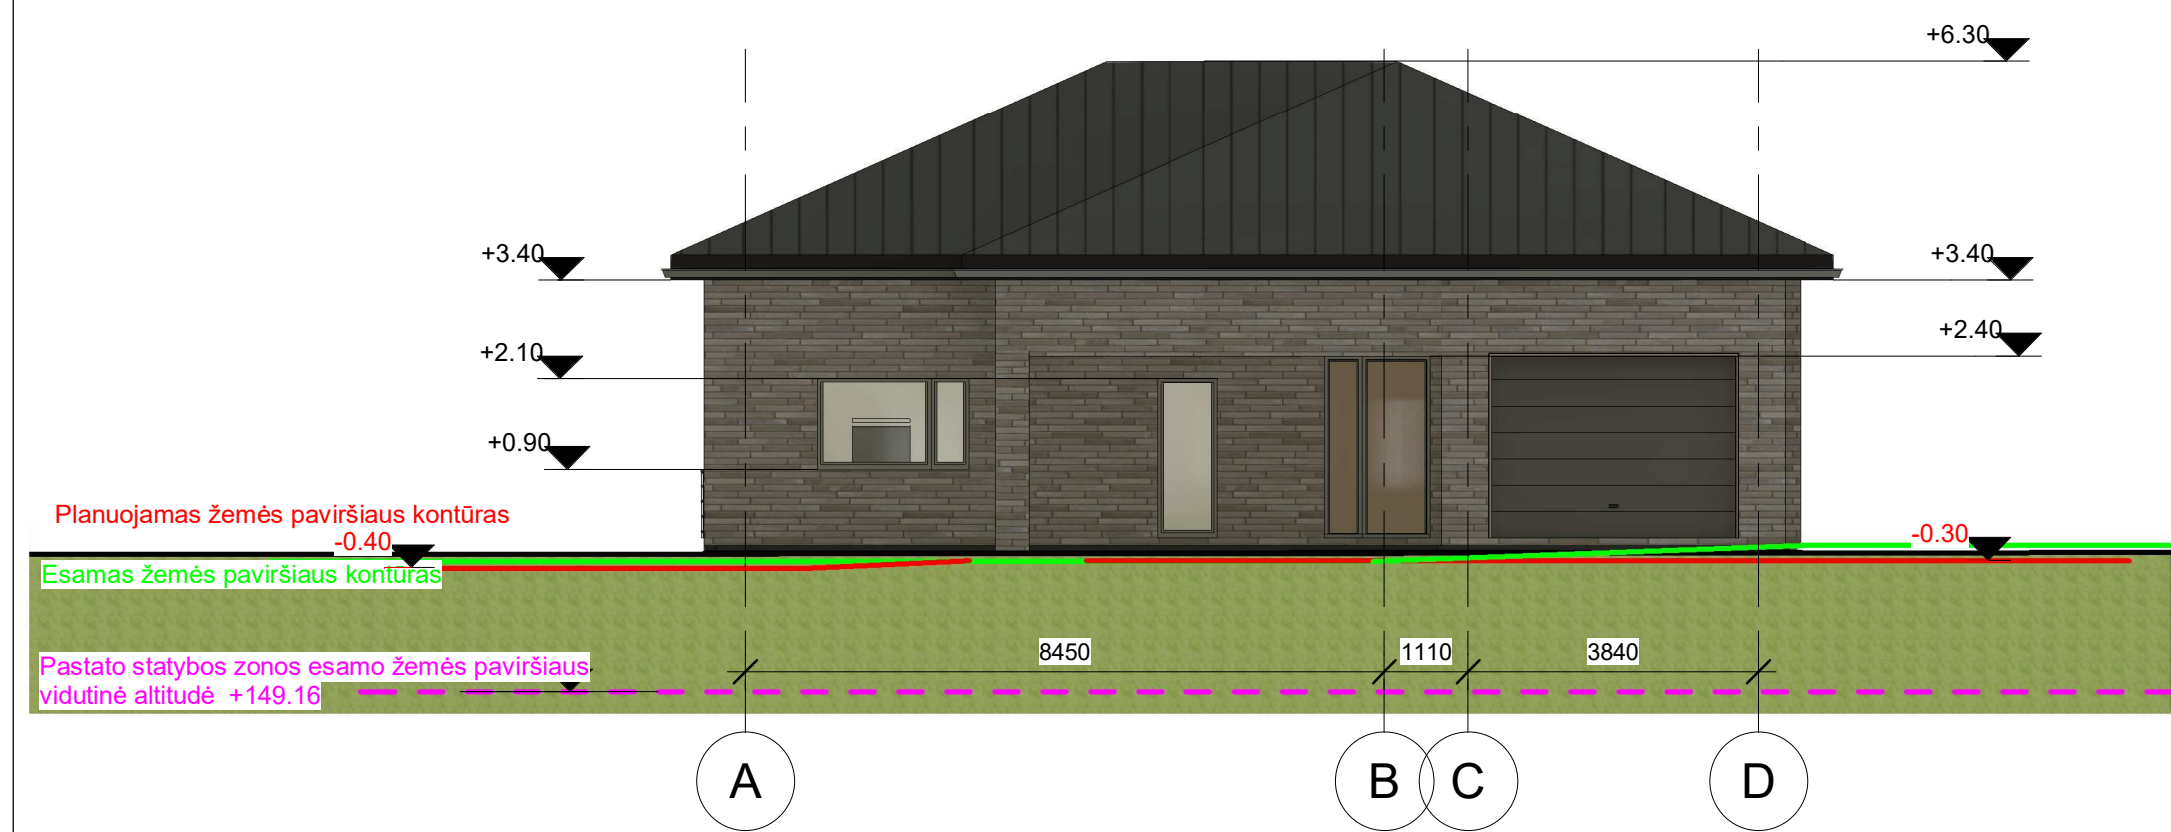 +6.30
+3.40
+3.40
+2.40
+2.10
+0.90
Planuojamas žemės paviršiaus kontūras
-0.40
-0.30
Esamas žemės paviršiaus kontūras
8450
1110
3840
Pastato statybos zonos esamo žemės paviršiaus
vidutinė altitudė +149.16
A
B
C
D